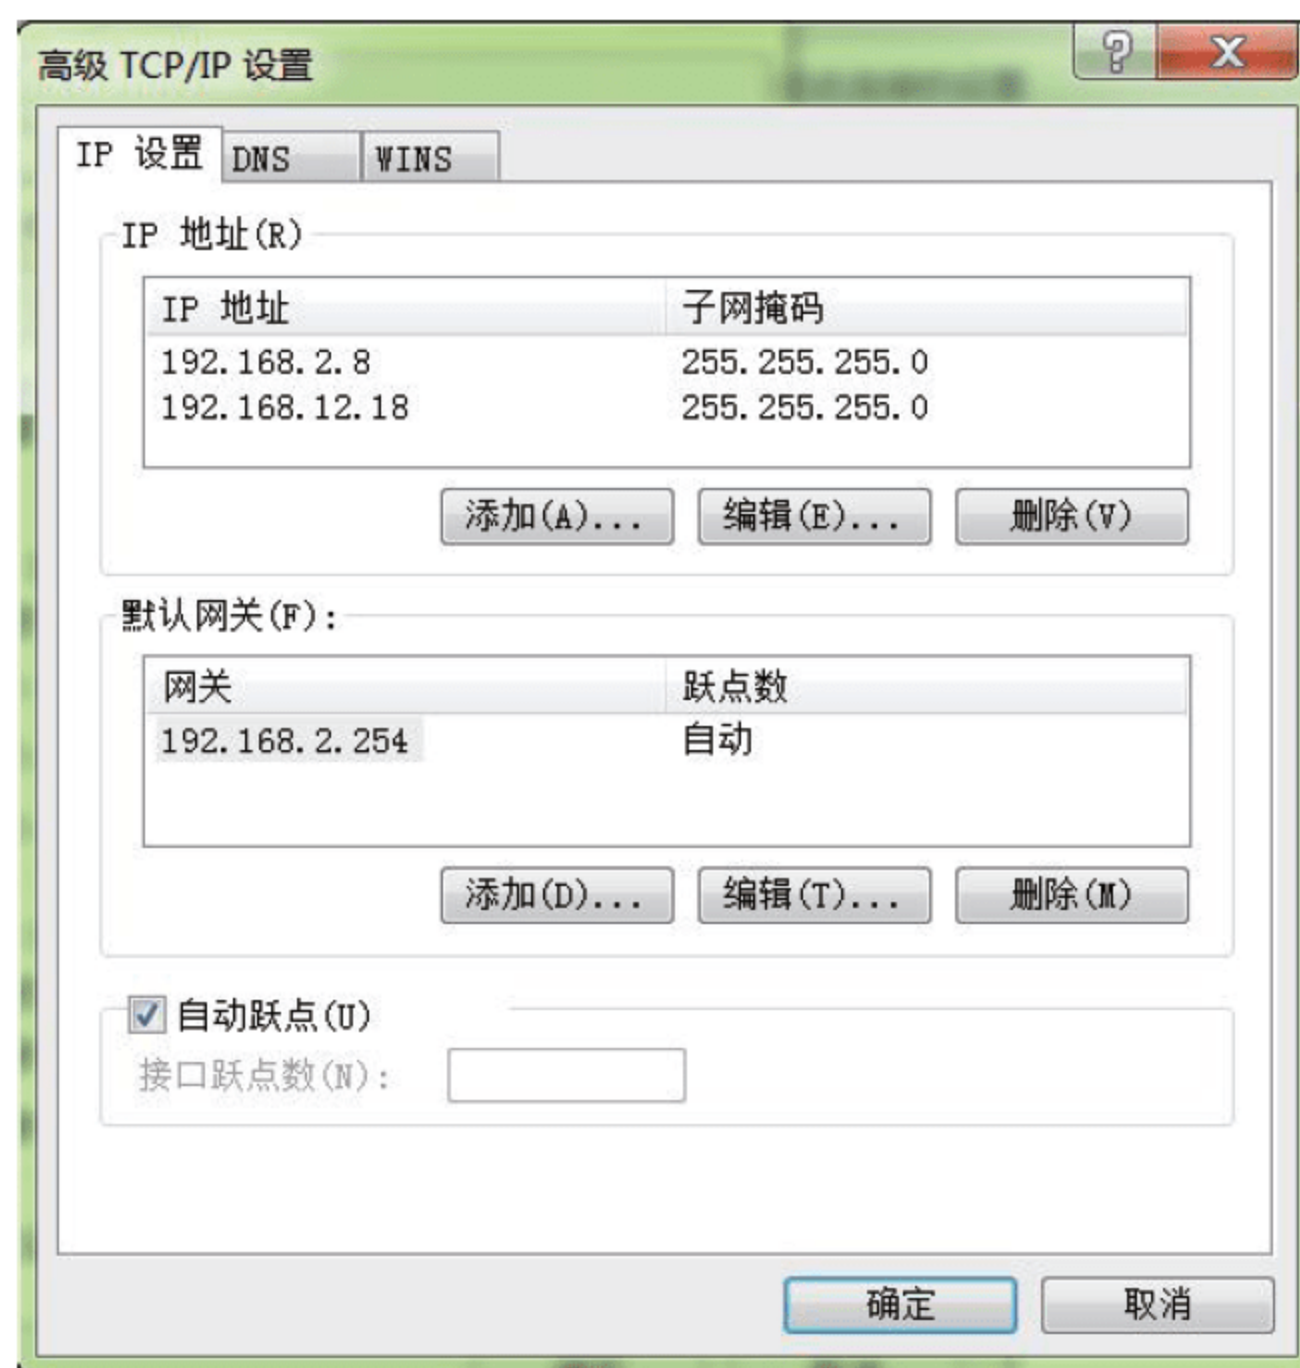 高级 TCP/IP 设置
IP 设置 DNS WINS
IP 地址(R)
IP 地址 子网掩码
192.168.2.8 255.255.255.0
192.168.12.18 255.255.255.0
添加(A)... 编辑(E)... 删除(V)
默认网关(F):
网关 跃点数
192.168.2.254 自动
添加(D)... 编辑(T)... 删除(M)
自动跃点(U)
接口跃点数(N):
确定 取消